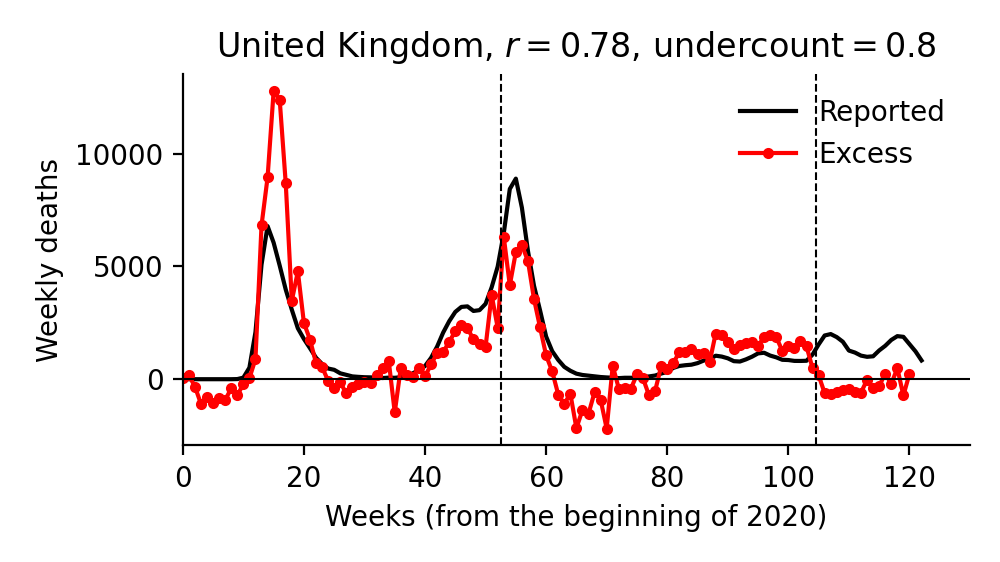 United Kingdom, r = 0.78, undercount = 0.8
Weekly deaths
10000
5000
0
Reported
Excess
0 20 40 60 80 100 120
Weeks (from the beginning of 2020)